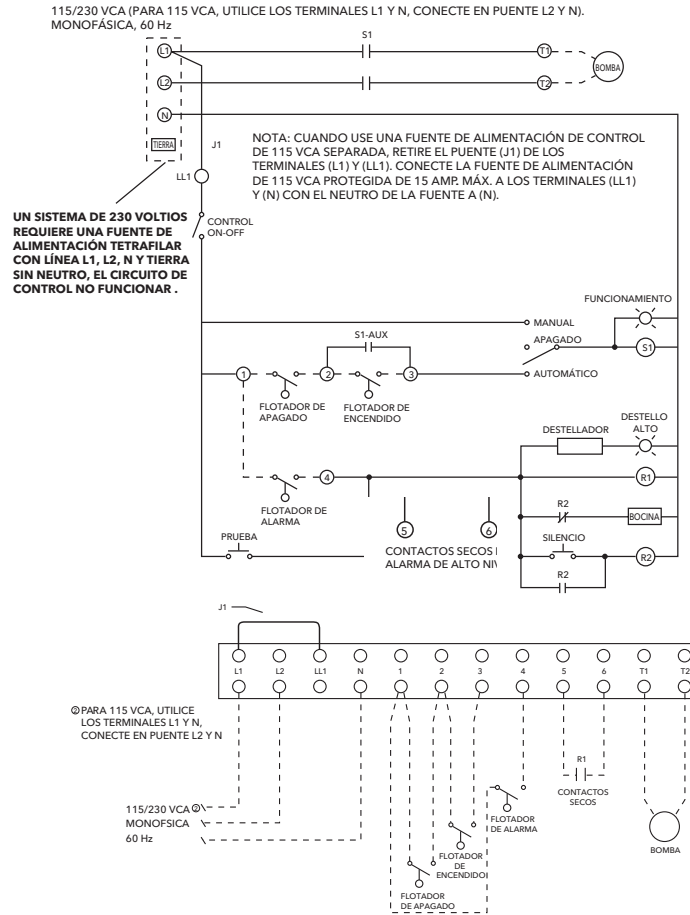 115/230 VCA (PARA 115 VCA, UTILICE LOS TERMINALES L1 Y N, CONECTE EN PUENTE L2 Y N).
MONOFÁSICA, 60 Hz
S1
L1
T1
BOMBA
L2
T2
N
TIERRA
J1
NOTA: CUANDO USE UNA FUENTE DE ALIMENTACIÓN DE CONTROL
DE 115 VCA SEPARADA, RETIRE EL PUENTE (J1) DE LOS
TERMINALES (L1) Y (LL1). CONECTE LA FUENTE DE ALIMENTACIÓN
DE 115 VCA PROTEGIDA DE 15 AMP. MÁX. A LOS TERMINALES (LL1)
Y (N) CON EL NEUTRO DE LA FUENTE A (N).
LL1
UN SISTEMA DE 230 VOLTIOS
REQUIERE UNA FUENTE DE
ALIMENTACIÓN TETRAFILAR
CON LÍNEA L1, L2, N Y TIERRA
SIN NEUTRO, EL CIRCUITO DE
CONTROL NO FUNCIONAR .
CONTROL
ON-OFF
FUNCIONAMIENTO
MANUAL
S1-AUX
APAGADO
S1
1
2
3
AUTOMÁTICO
FLOTADOR DE
APAGADO
FLOTADOR DE
ENCENDIDO
DESTELLO
ALTO
DESTELLADOR
4
R1
FLOTADOR DE
ALARMA
R2
BOCINA
5
6
PRUEBA
CONTACTOS SECOS
ALARMA DE ALTO NIV
SILENCIO
R2
R2
J1
L1 L2 LL1 N 1 2 3 4 5 6 T1 T2
② PARA 115 VCA, UTILICE
LOS TERMINALES L1 Y N,
CONECTE EN PUENTE L2 Y N
R1
CONTACTOS
SECOS
115/230 VCA ②
MONOFSICA
60 Hz
FLOTADOR
DE ALARMA
BOMBA
FLOTADOR
DE
ENCENDIDO
FLOTADOR
DE APAGADO